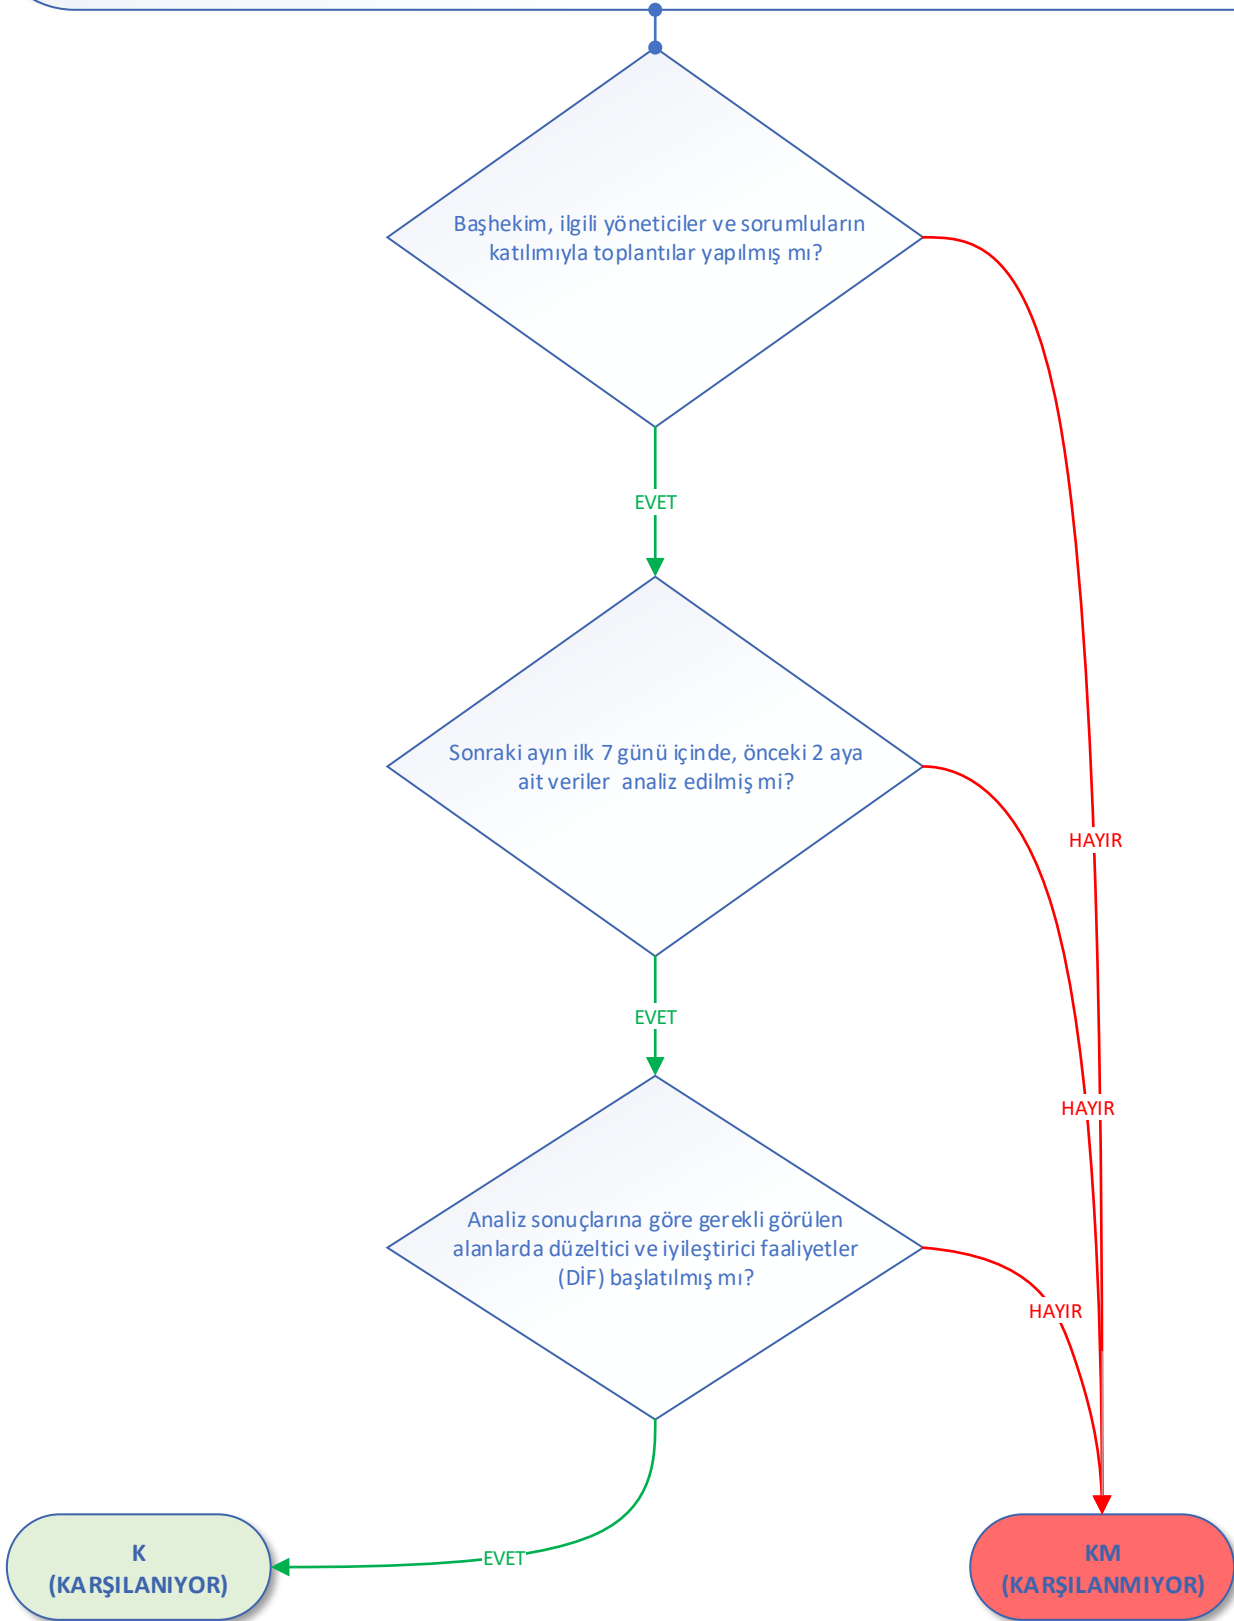 Başhekim, ilgili yöneticiler ve sorumluların
katılımıyla toplantılar yapılmış mı?
EVET
Sonraki ayın ilk 7 günü içinde, önceki 2 aya
ait veriler  analiz edilmiş mi?
HAYIR
EVET
HAYIR
Analiz sonuçlarına göre gerekli görülen
alanlarda düzeltici ve iyileştirici faaliyetler
(DİF) başlatılmış mı?
HAYIR
EVET
K
(KARŞILANIYOR)
KM
(KARŞILANMIYOR)